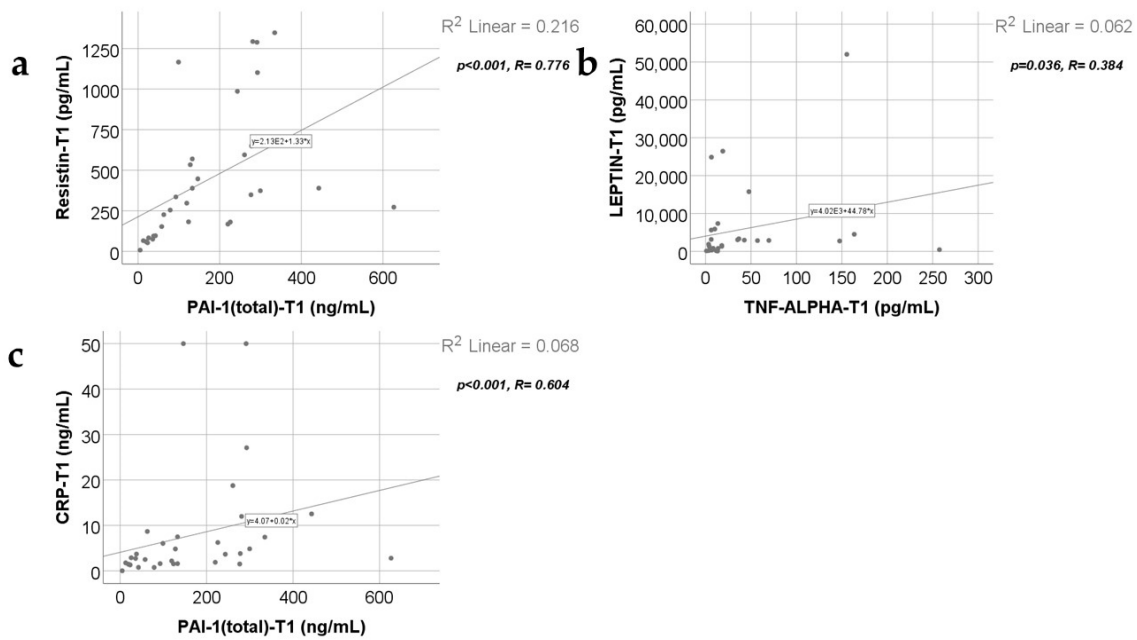 a
R² Linear = 0.216
p<0.001, R= 0.776
Resistin-T1 (pg/mL)
1250
1000
750
500
250
0
y=2.13E2+1.33*x
0 200 400 600
PAI-1(total)-T1 (ng/mL)
b
R² Linear = 0.062
p=0.036, R= 0.384
LEPTIN-T1 (pg/mL)
60,000
50,000
40,000
30,000
20,000
10,000
0
y=4.02E3+44.78*x
0 50 100 150 200 250 300
TNF-ALPHA-T1 (pg/mL)
c
R² Linear = 0.068
p<0.001, R= 0.604
CRP-T1 (ng/mL)
50
40
30
20
10
0
y=4.07+0.02*x
0 200 400 600
PAI-1(total)-T1 (ng/mL)